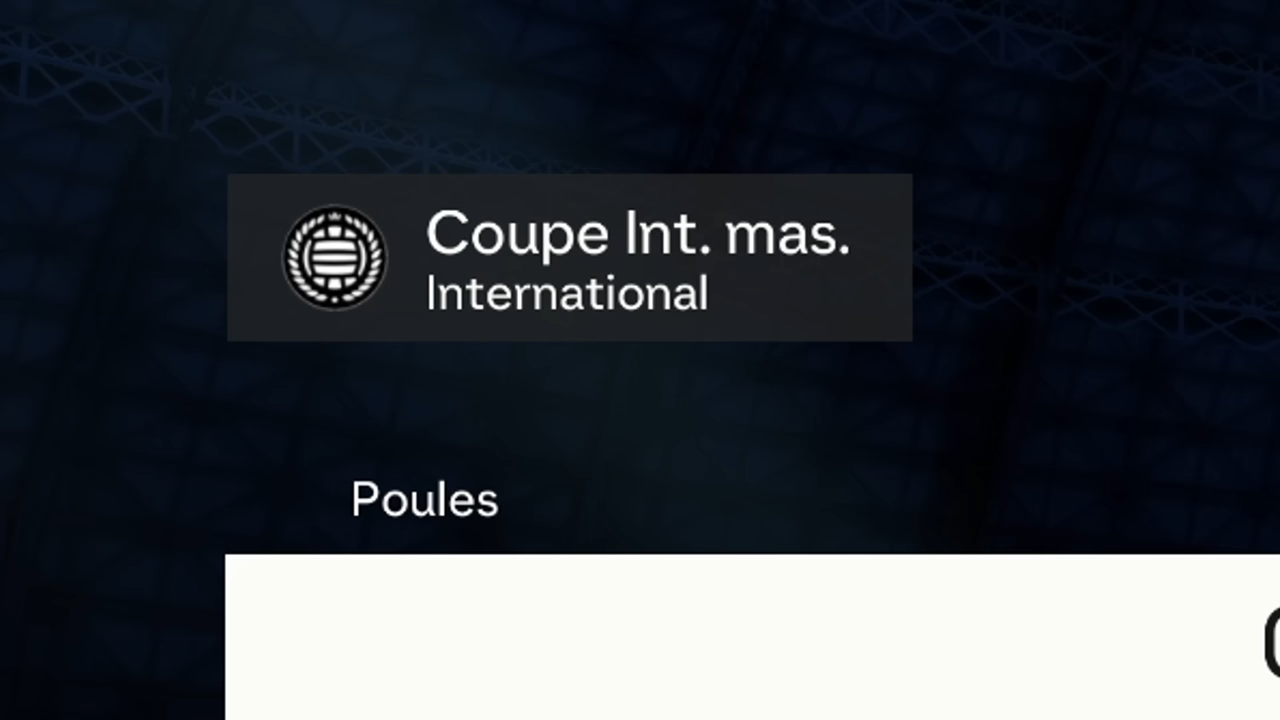 Coupe Int. mas.
International
Poules